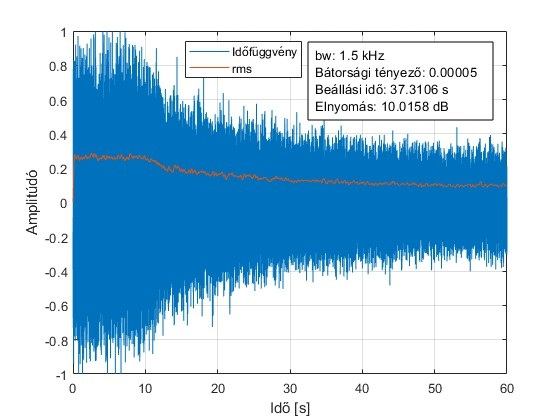 Időfüggvény
rms
bw: 1.5 kHz
Bátorsági tényező: 0.00005
Beállási idő: 37.3106 s
Elnyomás: 10.0158 dB
1
0.8
0.6
0.4
0.2
0
-0.2
-0.4
-0.6
-0.8
-1
Amplitúdó
0 10 20 30 40 50 60
Idő [s]